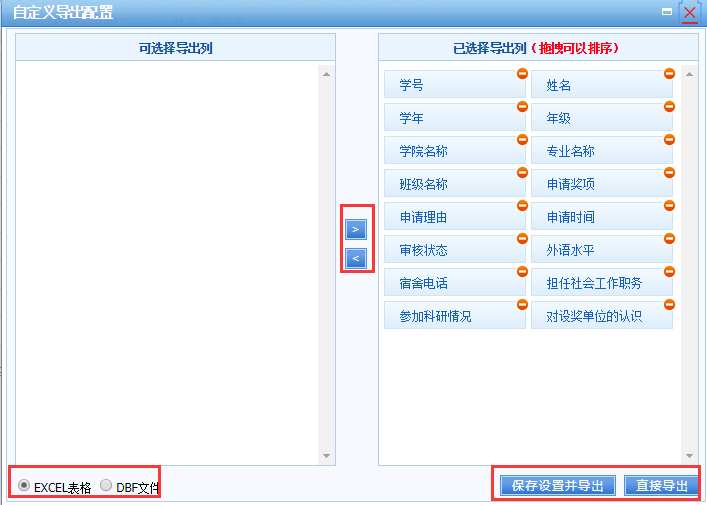 自定义导出配置
可选择导出列
已选择导出列（拖拽可以排序）
学号 姓名
学年 年级
学院名称 专业名称
班级名称 申请奖项
申请理由 申请时间
审核状态 外语水平
宿舍电话 担任社会工作职务
参加科研情况 对设奖单位的认识
>
<
EXCEL表格 DBF文件
保存设置并导出 直接导出